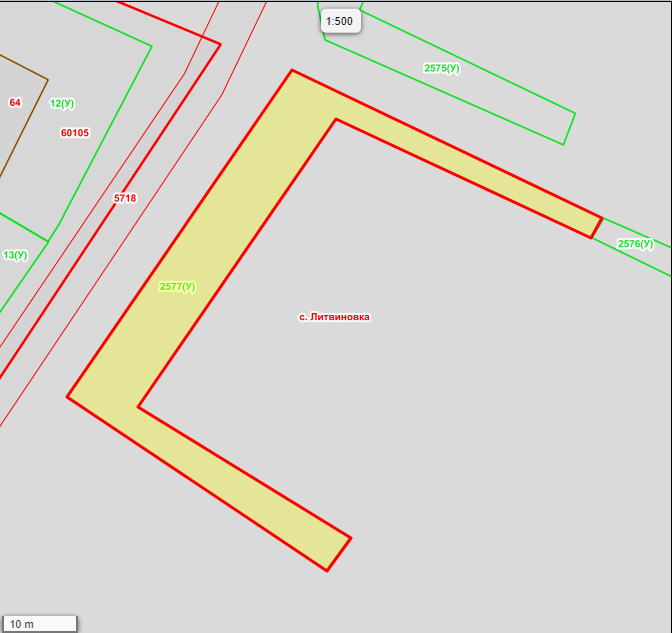 1:500
2575(У)
64
12(У)
60105
5718
2576(У)
13(У)
2577(У)
с. Литвиновка
10 m